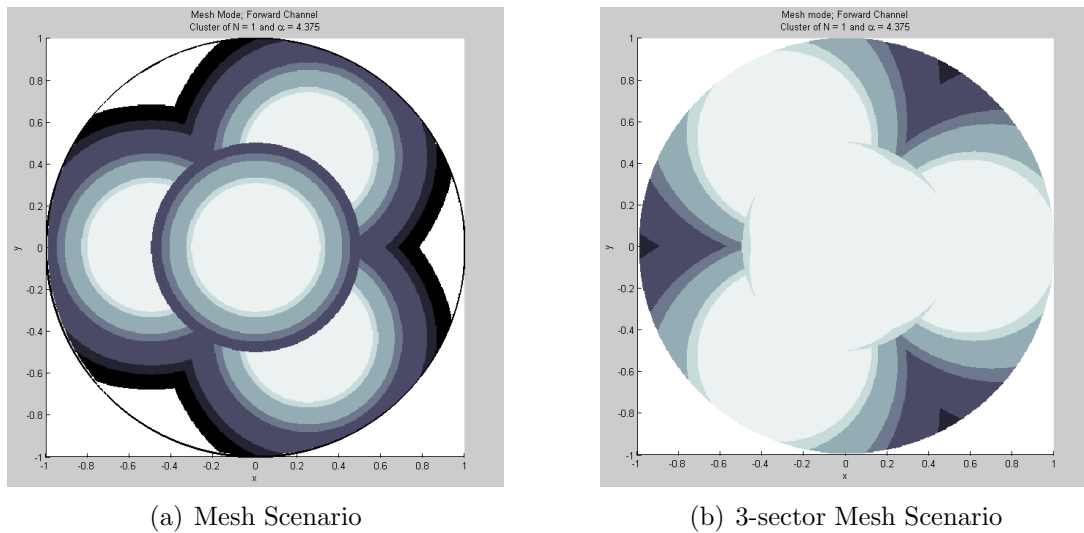 Mesh Mode; Forward Channel
Cluster of N = 1 and α = 4.375
1
0.8
0.6
0.4
0.2
0
-0.2
-0.4
-0.6
-0.8
-1
y
-1 -0.8 -0.6 -0.4 -0.2 0 0.2 0.4 0.6 0.8 1
x
(a) Mesh Scenario
Mesh mode; Forward Channel
Cluster of N = 1 and α = 4.375
1
0.8
0.6
0.4
0.2
0
-0.2
-0.4
-0.6
-0.8
-1
y
-1 -0.8 -0.6 -0.4 -0.2 0 0.2 0.4 0.6 0.8 1
x
(b) 3-sector Mesh Scenario